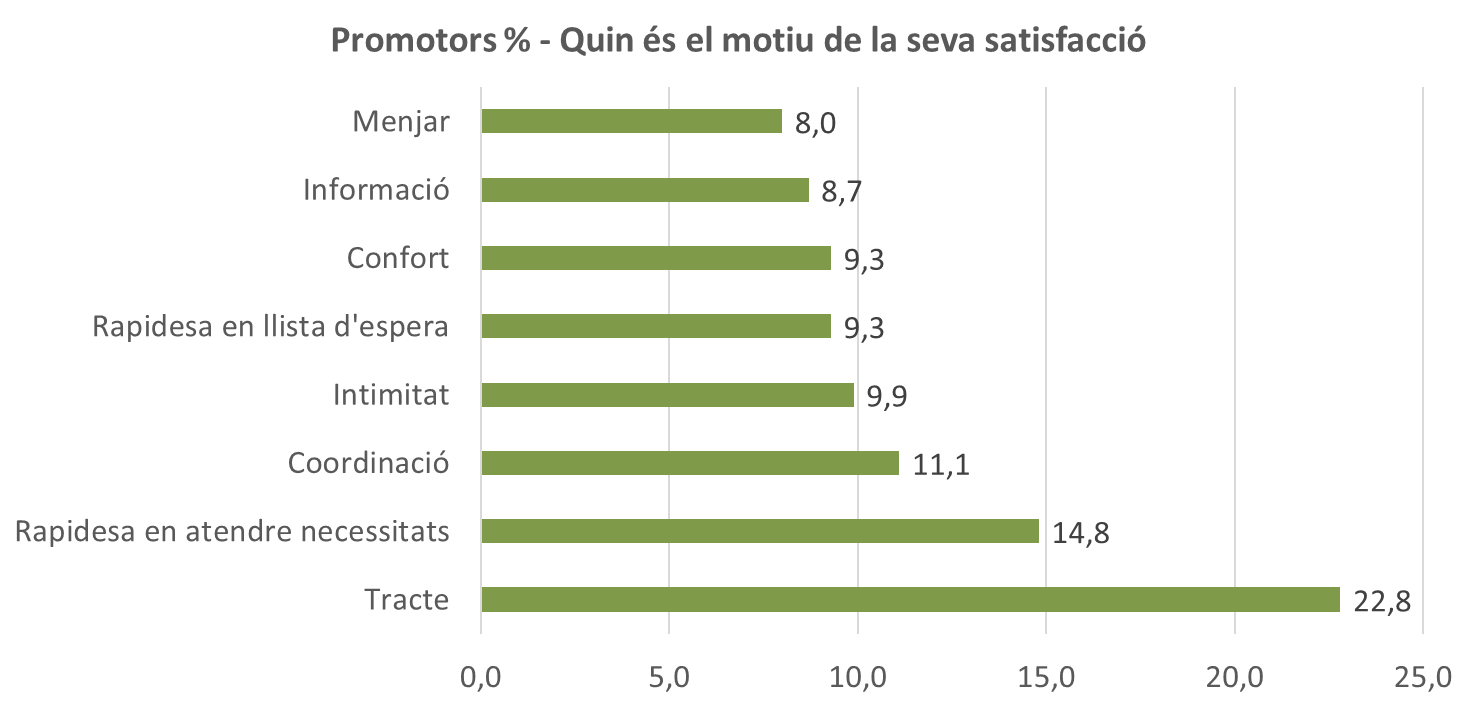 Promotors % - Quin és el motiu de la seva satisfacció
Menjar 8,0
Informació 8,7
Confort 9,3
Rapidesa en llista d'espera 9,3
Intimitat 9,9
Coordinació 11,1
Rapidesa en atendre necessitats 14,8
Tracte 22,8
0,0 5,0 10,0 15,0 20,0 25,0